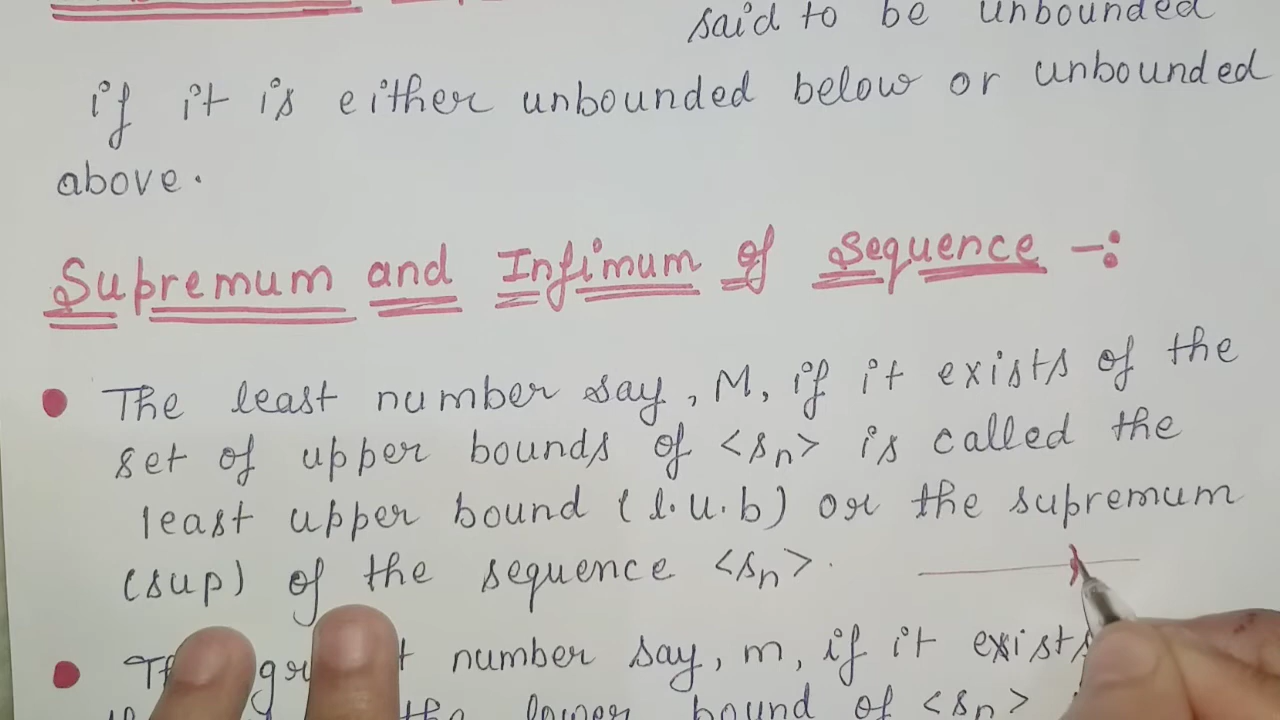 said to be unbounded
if it is either unbounded below or unbounded
above.
Supremum and Infimum of Sequence -:
• The least number say, M, if it exists of the
set of upper bounds of <sn> is called the
least upper bound (l.u.b) or the supremum
(sup) of the sequence <sn>.
• number say, m, if it exists
the lower bound of <sn>